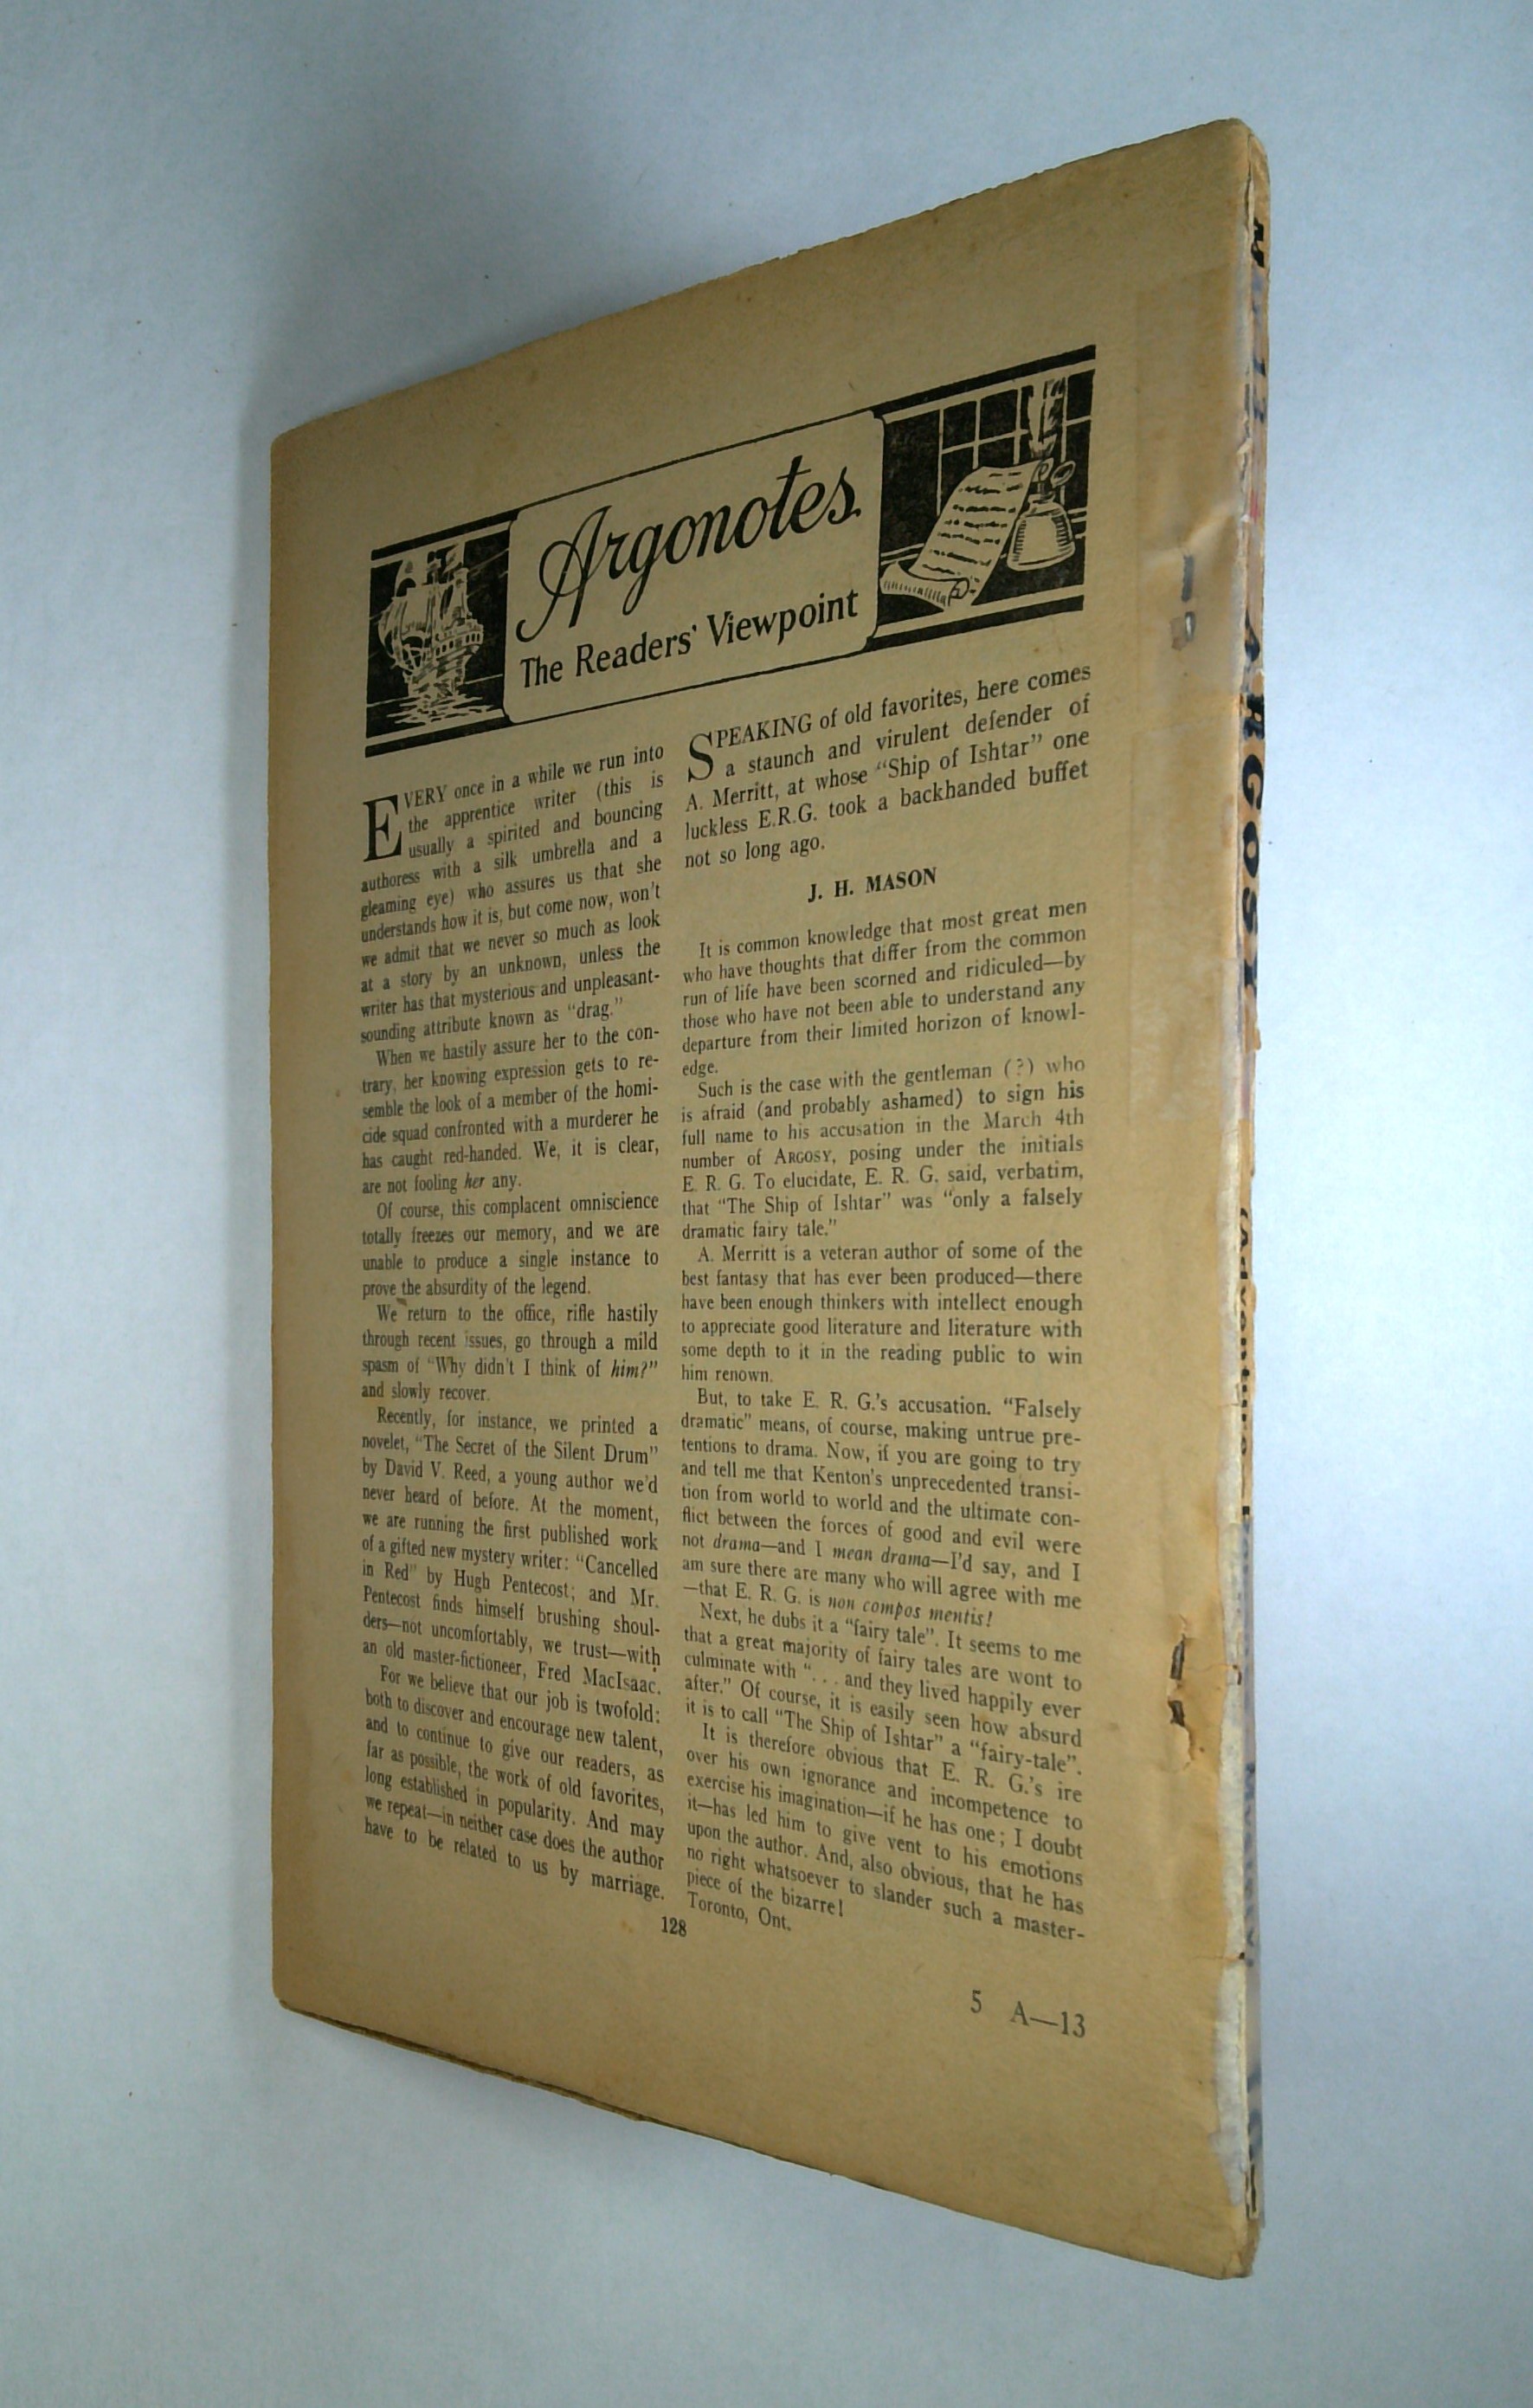 Argonotes
The Readers' Viewpoint
EVERY once in a while we run into
the apprentice writer (this is
usually a spirited and bouncing
authoress with a silk umbrella and a
gleaming eye) who assures us that she
understands how it is, but come now, won't
we admit that we never so much as look
at a story by an unknown, unless the
writer has that mysterious and unpleasant-
sounding attribute known as "drag."
When we hastily assure her to the con-
trary, her knowing expression gets to re-
semble the look of a member of the homi-
cide squad confronted with a murderer he
has caught red-handed. We, it is clear,
are not fooling her any.
Of course, this complacent omniscience
totally freezes our memory, and we are
unable to produce a single instance to
prove the absurdity of the legend.
We return to the office, rifle hastily
through recent issues, go through a mild
spasm of "Why didn't I think of him?"
and slowly recover.
Recently, for instance, we printed a
novelet, "The Secret of the Silent Drum"
by David V. Reed, a young author we'd
never heard of before. At the moment,
we are running the first published work
of a gifted new mystery writer: "Cancelled
in Red" by Hugh Pentecost; and Mr.
Pentecost finds himself brushing shoul-
ders—not uncomfortably, we trust—with
an old master-fictioneer, Fred MacIsaac.
For we believe that our job is twofold:
both to discover and encourage new talent,
and to continue to give our readers, as
far as possible, the work of old favorites,
long established in popularity. And may
we repeat—in neither case does the author
have to be related to us by marriage.
SPEAKING of old favorites, here comes
a staunch and virulent defender of
A. Merritt, at whose "Ship of Ishtar" one
luckless E.R.G. took a backhanded buffet
not so long ago.
J. H. MASON
It is common knowledge that most great men
who have thoughts that differ from the common
run of life have been scorned and ridiculed—by
those who have not been able to understand any
departure from their limited horizon of knowl-
edge.
Such is the case with the gentleman (?) who
is afraid (and probably ashamed) to sign his
full name to his accusation in the March 4th
number of ARGOSY, posing under the initials
E. R. G. To elucidate, E. R. G. said, verbatim,
that "The Ship of Ishtar" was "only a falsely
dramatic fairy tale."
A. Merritt is a veteran author of some of the
best fantasy that has ever been produced—there
have been enough thinkers with intellect enough
to appreciate good literature and literature with
some depth to it in the reading public to win
him renown.
But, to take E. R. G.'s accusation. "Falsely
dramatic" means, of course, making untrue pre-
tentions to drama. Now, if you are going to try
and tell me that Kenton's unprecedented transi-
tion from world to world and the ultimate con-
flict between the forces of good and evil were
not drama—and I mean drama—I'd say, and I
am sure there are many who will agree with me
—that E. R. G. is non compos mentis!
Next, he dubs it a "fairy tale". It seems to me
that a great majority of fairy tales are wont to
culminate with ". . . and they lived happily ever
after." Of course, it is easily seen how absurd
it is to call "The Ship of Ishtar" a "fairy-tale".
It is therefore obvious that E. R. G.'s ire
over his own ignorance and incompetence to
exercise his imagination—if he has one; I doubt
it—has led him to give vent to his emotions
upon the author. And, also obvious, that he has
no right whatsoever to slander such a master-
piece of the bizarre!
Toronto, Ont.
128
5 A—13
ARGOSY